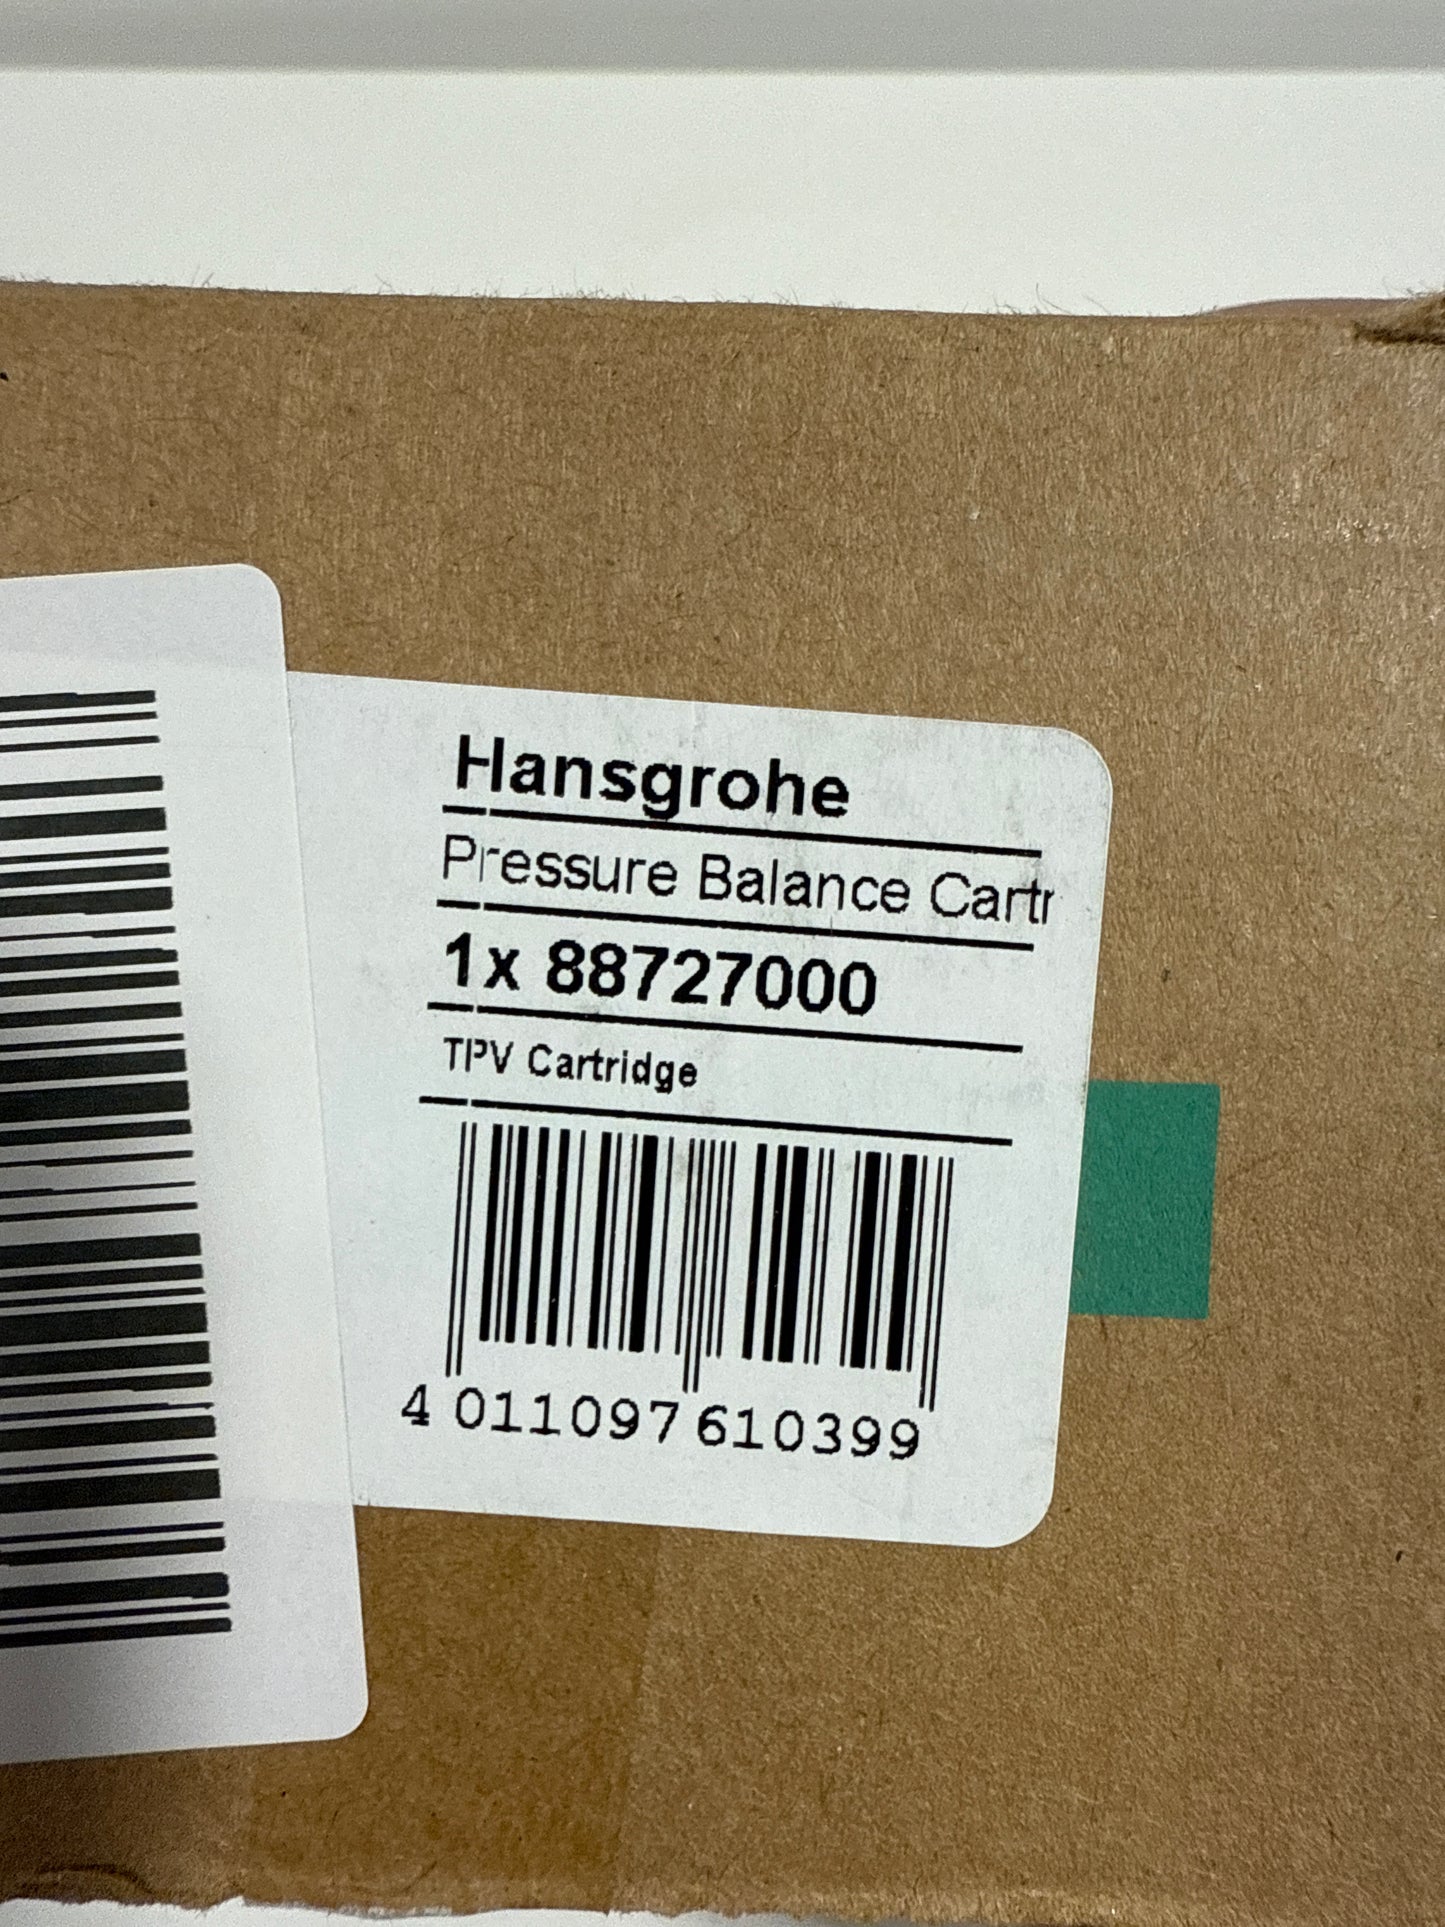 Hansgrohe
Pressure Balance Cartr
1x 88727000
TPV Cartridge
4 011097 610399